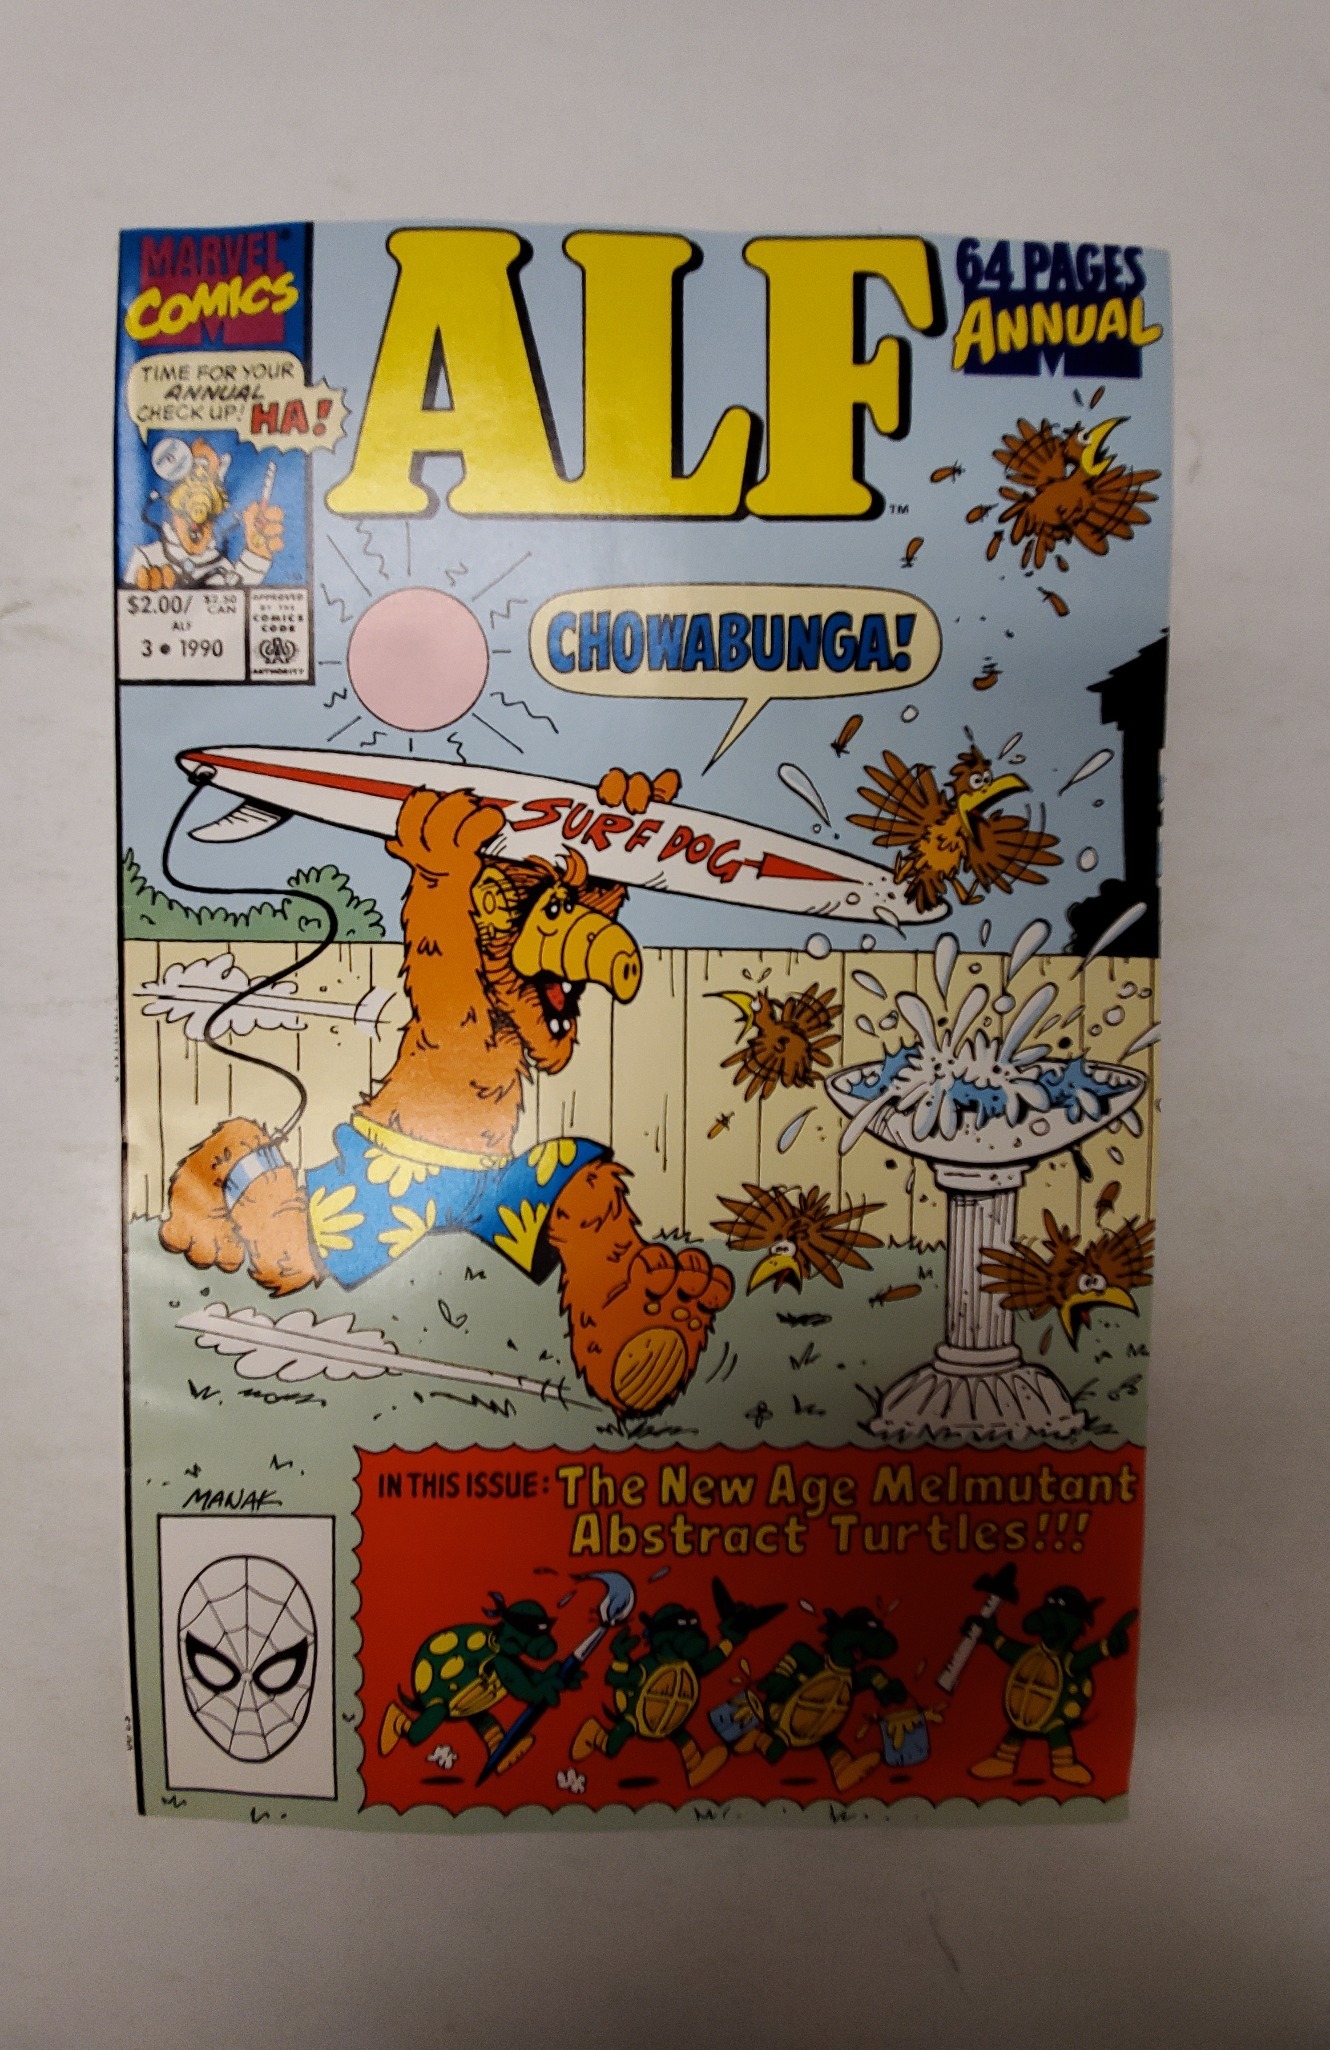 MARVEL
COMICS
TIME FOR YOUR
ANNUAL
CHECK UP! HA!
$2.00/ $2.50
CAN
ALF
3 • 1990
APPROVED
BY THE
COMICS
CODE
AUTHORITY
ALF
TM
64 PAGES
ANNUAL
CHOWABUNGA!
SURF DOG
MANAK
IN THIS ISSUE: The New Age Melmutant
Abstract Turtles!!!